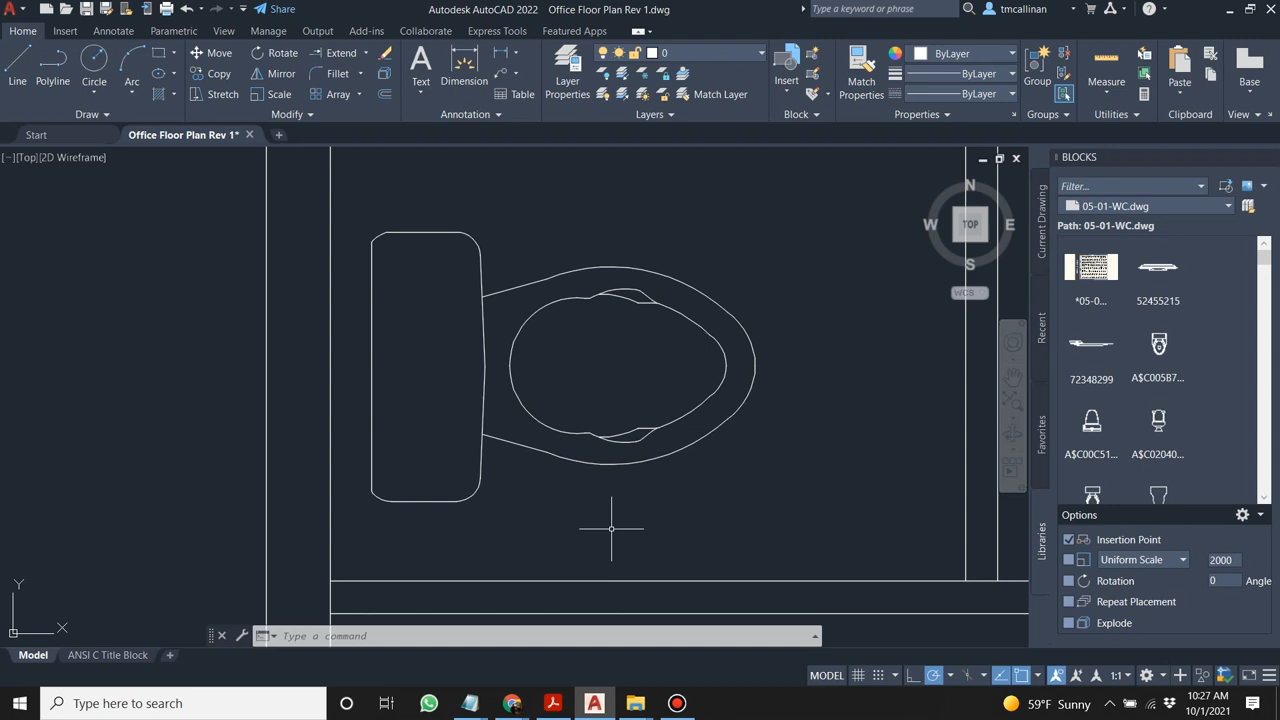 Share
Autodesk AutoCAD 2022 Office Floor Plan Rev 1.dwg
Type a keyword or phrase
tmcallinan
Home Insert Annotate Parametric View Manage Output Add-ins Collaborate Express Tools Featured Apps
Line Polyline Circle Arc
Move Rotate Extend
Copy Mirror Fillet
Stretch Scale Array
Text Dimension Table
Layer Properties
0
Match Layer
Insert
Match Properties
ByLayer
ByLayer
ByLayer
Group
Measure
Paste
Base
Draw Modify Annotation Layers Block Properties Groups Utilities Clipboard View
Start Office Floor Plan Rev 1*
[−][Top][2D Wireframe]
N
W TOP E
S
WCS
BLOCKS
Filter...
05-01-WC.dwg
Path: 05-01-WC.dwg
*05-0... 52455215
72348299 A$C005B7...
A$C00C51... A$C02040...
Current Drawing
Recent
Favorites
Libraries
Options
Insertion Point
Uniform Scale 2000
Rotation 0 Angle
Repeat Placement
Explode
Y
X
Type a command
Model ANSI C Title Block
MODEL 1:1
Type here to search
59°F Sunny
10:27 AM
10/1/2021